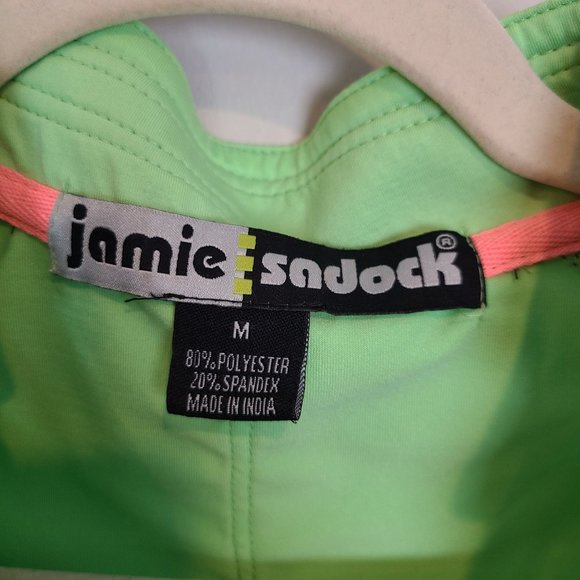 jamie sadock®
M
80% POLYESTER
20% SPANDEX
MADE IN INDIA